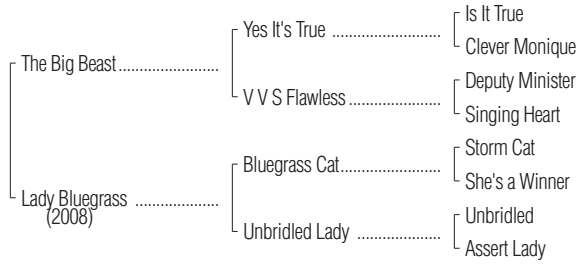 Is It True
Yes It's True ......................
Clever Monique
The Big Beast.....................
Deputy Minister
V V S Flawless ...................
Singing Heart
Storm Cat
Bluegrass Cat.....................
She's a Winner
Lady Bluegrass ..................
(2008)
Unbridled
Unbridled Lady .................
Assert Lady